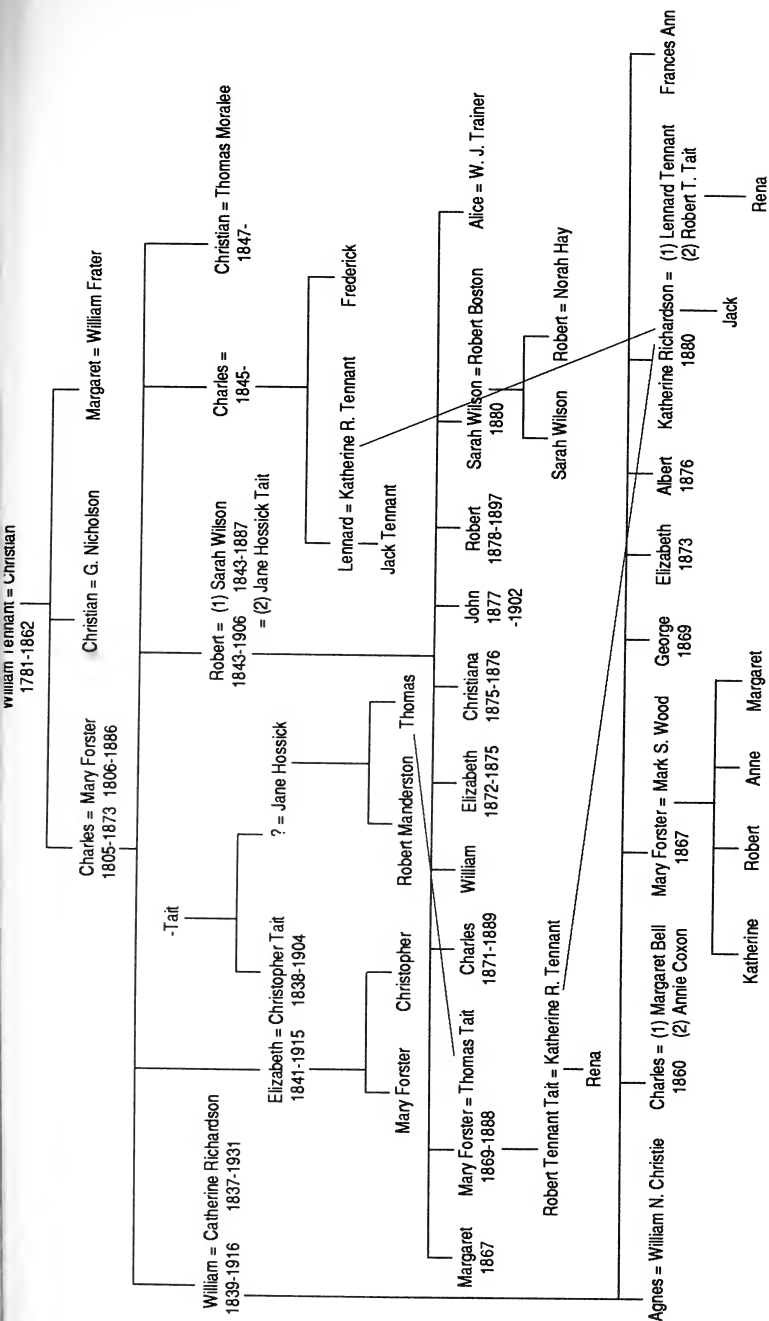 William Tennant = Christian
1781-1862
Charles = Mary Forster
1805-1873 1806-1886
Christian = G. Nicholson
Margaret = William Frater
William = Catherine Richardson
1839-1916 1837-1931
-Tait
Elizabeth = Christopher Tait
1841-1915 1838-1904
? = Jane Hossick
Robert = (1) Sarah Wilson
1843-1906 1843-1887
= (2) Jane Hossick Tait
Charles =
1845-
Christian = Thomas Moralee
1847-
Mary Forster
Christopher
Robert Manderston
Thomas
Lennard = Katherine R. Tennant
Frederick
Jack Tennant
Margaret
1867
Mary Forster = Thomas Tait
1869-1888
Charles
1871-1889
William
Elizabeth
1872-1875
Christiana
1875-1876
John
1877
-1902
Robert
1878-1897
Sarah Wilson = Robert Boston
1880
Alice = W. J. Trainer
Robert Tennant Tait = Katherine R. Tennant
Rena
Sarah Wilson
Robert = Norah Hay
Agnes = William N. Christie
Charles = (1) Margaret Bell
1860 (2) Annie Coxon
Mary Forster = Mark S. Wood
1867
George
1869
Elizabeth
1873
Albert
1876
Katherine Richardson = (1) Lennard Tennant
1880 (2) Robert T. Tait
Frances Ann
Katherine
Robert
Anne
Margaret
Jack
Rena